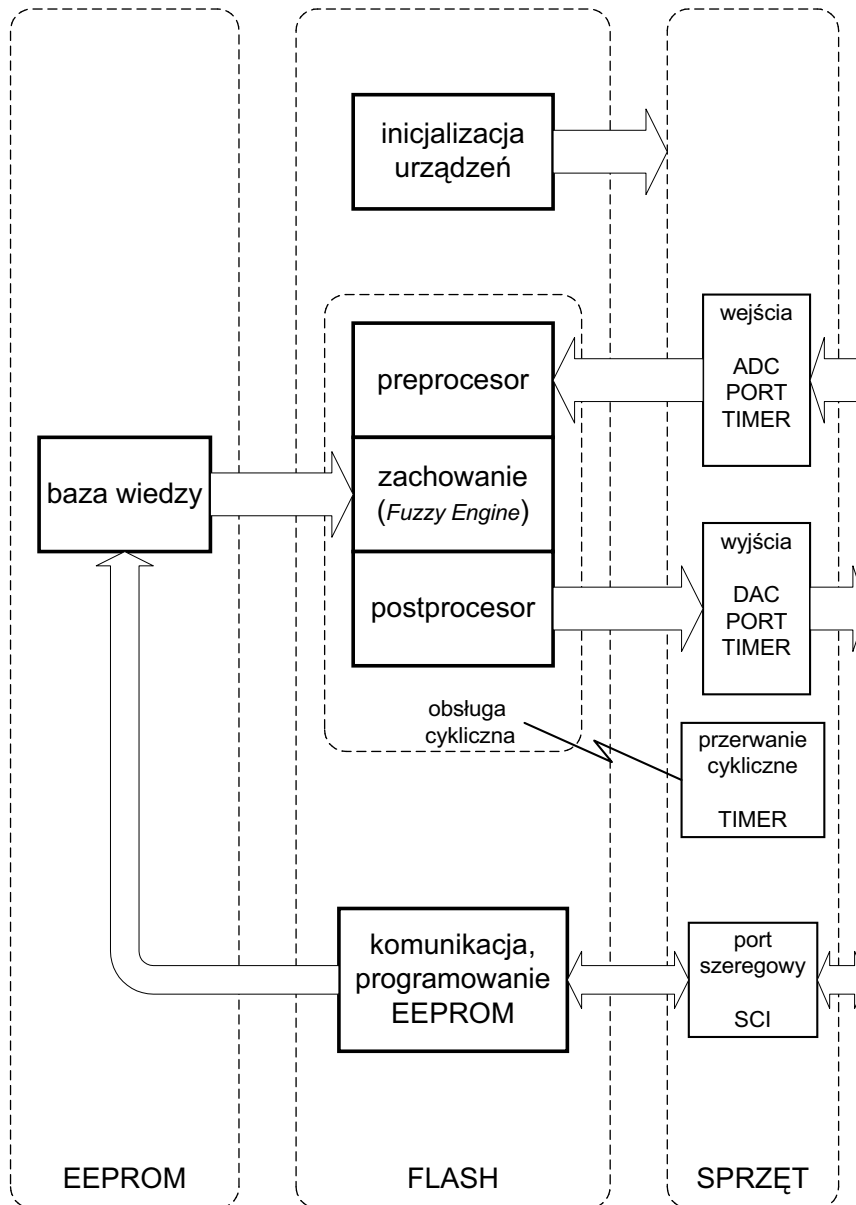 inicjalizacja
urządzeń
wejścia
ADC
PORT
TIMER
preprocesor
zachowanie
(Fuzzy Engine)
postprocesor
baza wiedzy
wyjścia
DAC
PORT
TIMER
obsługa
cykliczna
przerwanie
cykliczne
TIMER
komunikacja,
programowanie
EEPROM
port
szeregowy
SCI
EEPROM
FLASH
SPRZĘT